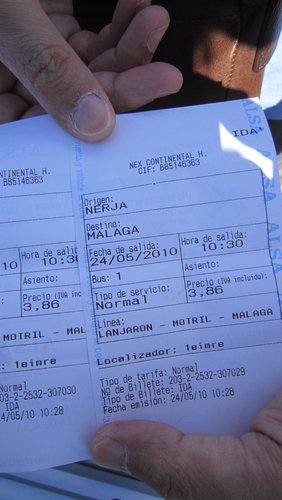 IDA
CONTINENTAL H.
B85146363
NEX CONTINENTAL H.
CIF: B85146363
Origen:
NERJA
Destino:
MALAGA
Hora de salida
10:30
Fecha de salida:
24/05/2010
Hora de salida:
10:30
Asiento:
Bus: 1
Asiento:
Precio (IVA incl
3,86
Tipo de servicio:
Normal
Precio (IVA incluido):
3,86
MOTRIL - MAL
Línea:
LANJARON - MOTRIL - MALAGA
leimre
Localizador: leimre
Normal
203-2-2532-307030
IDA
24/05/10 10:28
Tipo de tarifa: Normal
NO de Billete: 203-2-2532-307029
Tipo de Billete: IDA
Fecha emisión: 24/05/10 10:28
ALSA ALSA ALSA